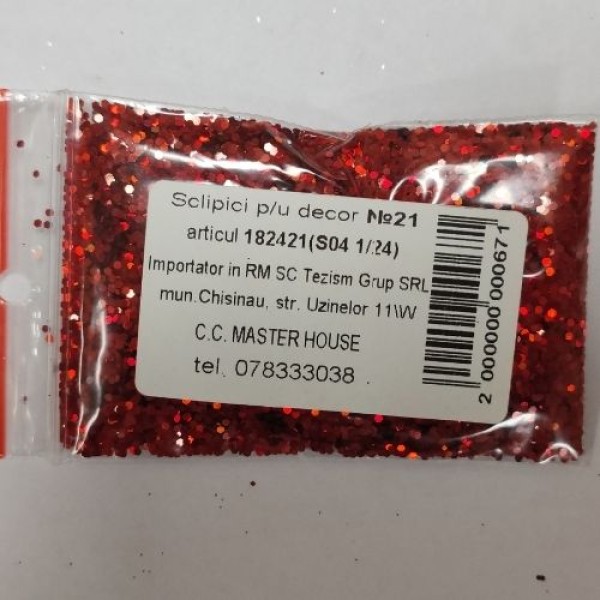 Sclipici p/u decor №21
articul 182421(S04 1/24)
Importator in RM SC Tezism Grup SRL
mun.Chisinau, str. Uzinelor 11\W
C.C. MASTER HOUSE
tel. 078333038
2 000000 000671